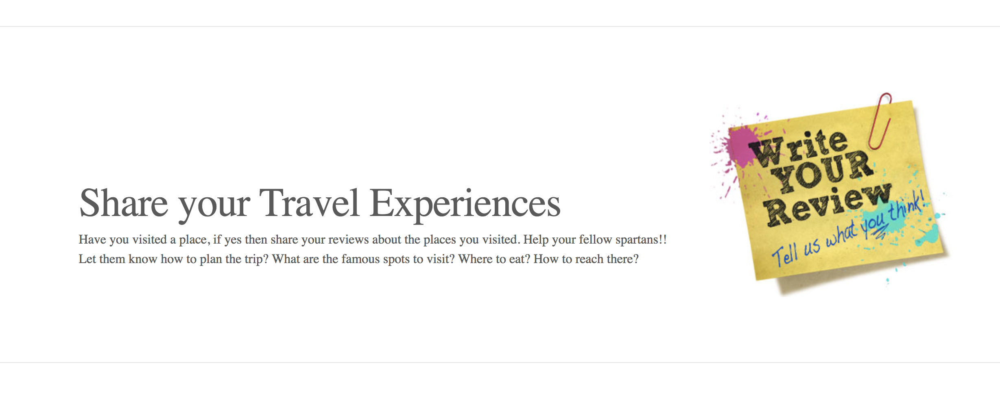 Share your Travel Experiences
Have you visited a place, if yes then share your reviews about the places you visited. Help your fellow spartans!!
Let them know how to plan the trip? What are the famous spots to visit? Where to eat? How to reach there?
Write
YOUR
Review
Tell us what you think!